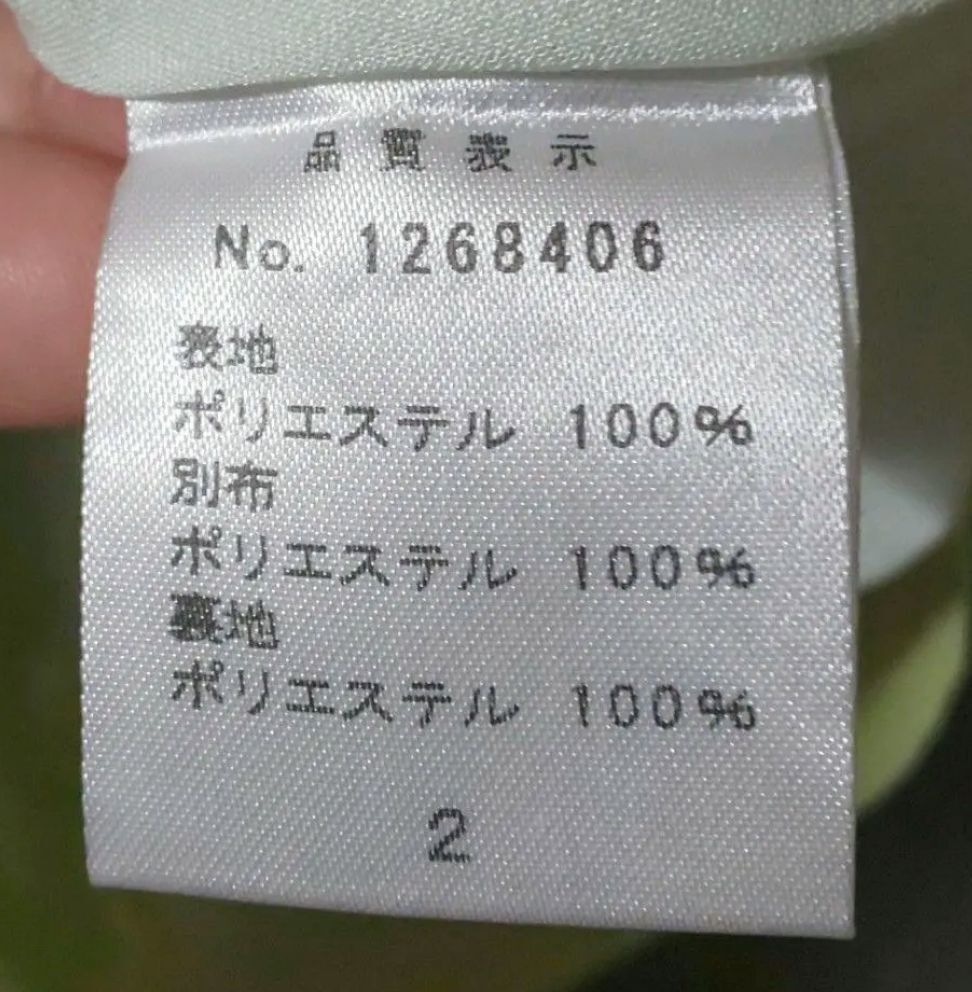 品質表示
No. 1268406
表地
ポリエステル 100%
別布
ポリエステル 100%
裏地
ポリエステル 100%
2